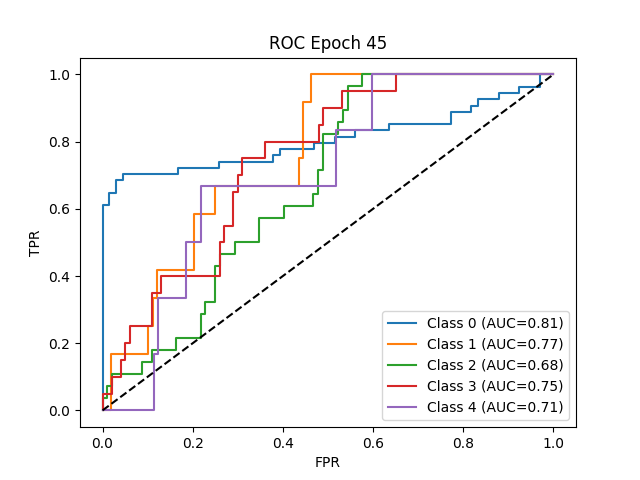 ROC Epoch 45
TPR
1.0
0.8
0.6
0.4
0.2
0.0
Class 0 (AUC=0.81)
Class 1 (AUC=0.77)
Class 2 (AUC=0.68)
Class 3 (AUC=0.75)
Class 4 (AUC=0.71)
0.0 0.2 0.4 0.6 0.8 1.0
FPR